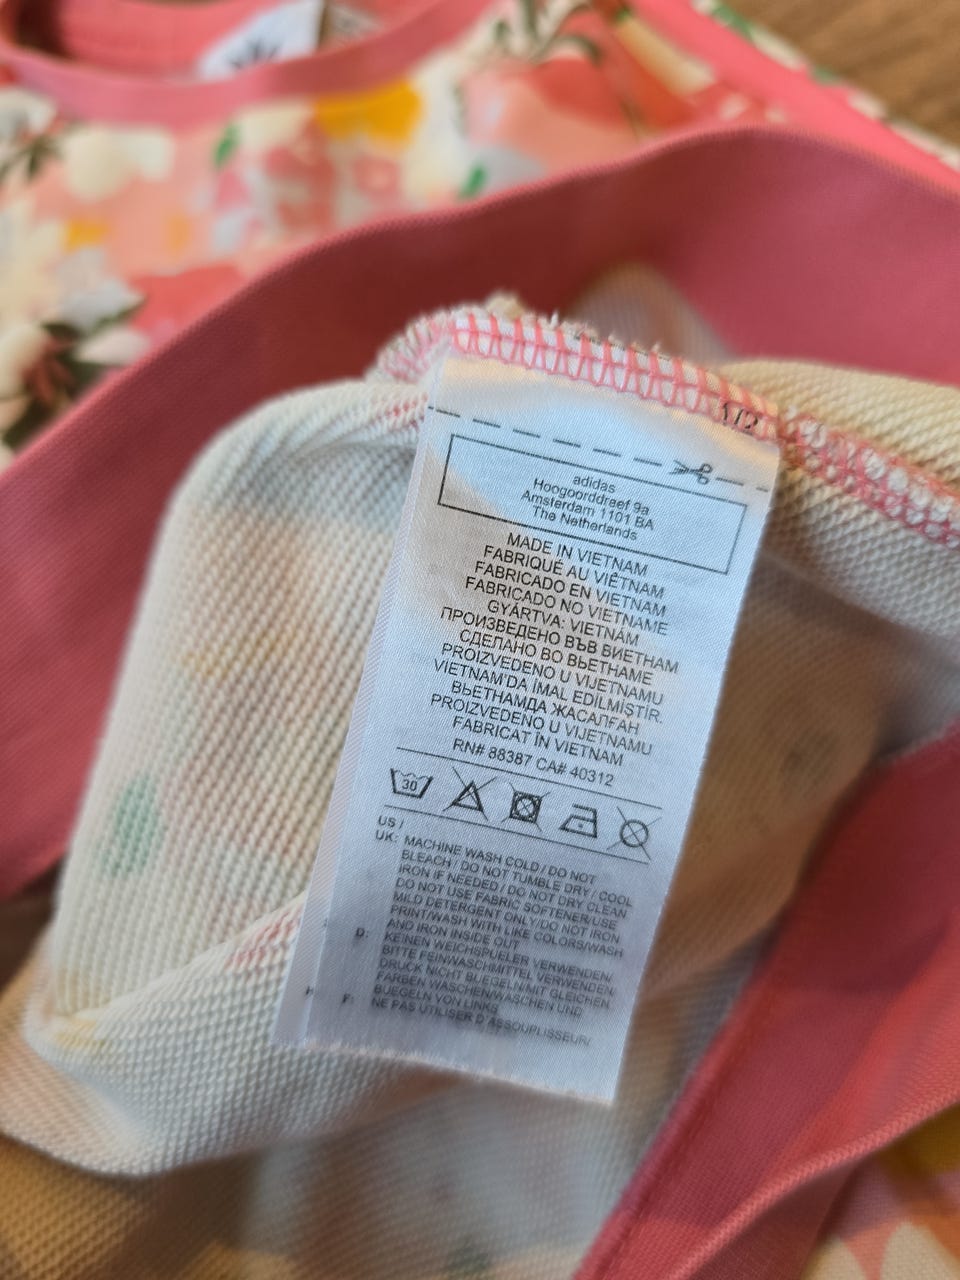 1/2
adidas
Hoogoorddreef 9a
Amsterdam 1101 BA
The Netherlands
MADE IN VIETNAM
FABRIQUÉ AU VIÊTNAM
FABRICADO EN VIETNAM
FABRICADO NO VIETNAME
GYÁRTVA: VIETNÁM
ПРОИЗВЕДЕНО ВЪВ ВИЕТНАМ
СДЕЛАНО ВО ВЬЕТНАМЕ
PROIZVEDENO U VIJETNAMU
VIETNAM'DA İMAL EDİLMİŞTİR.
ВЬЕТНАМДА ЖАСАЛҒАН
PROIZVEDENO U VIJETNAMU
FABRICAT ÎN VIETNAM
RN# 88387 CA# 40312
30
US /
UK: MACHINE WASH COLD / DO NOT
BLEACH / DO NOT TUMBLE DRY / COOL
IRON IF NEEDED / DO NOT DRY CLEAN
DO NOT USE FABRIC SOFTENER/USE
MILD DETERGENT ONLY/DO NOT IRON
PRINT/WASH WITH LIKE COLORS/WASH
AND IRON INSIDE OUT
D: KEINEN WEICHSPUELER VERWENDEN/
BITTE FEINWASCHMITTEL VERWENDEN/
DRUCK NICHT BUEGELN/MIT GLEICHEN
FARBEN WASCHEN/WASCHEN UND
BUEGELN VON LINKS
F: NE PAS UTILISER D'ASSOUPLISSEUR/